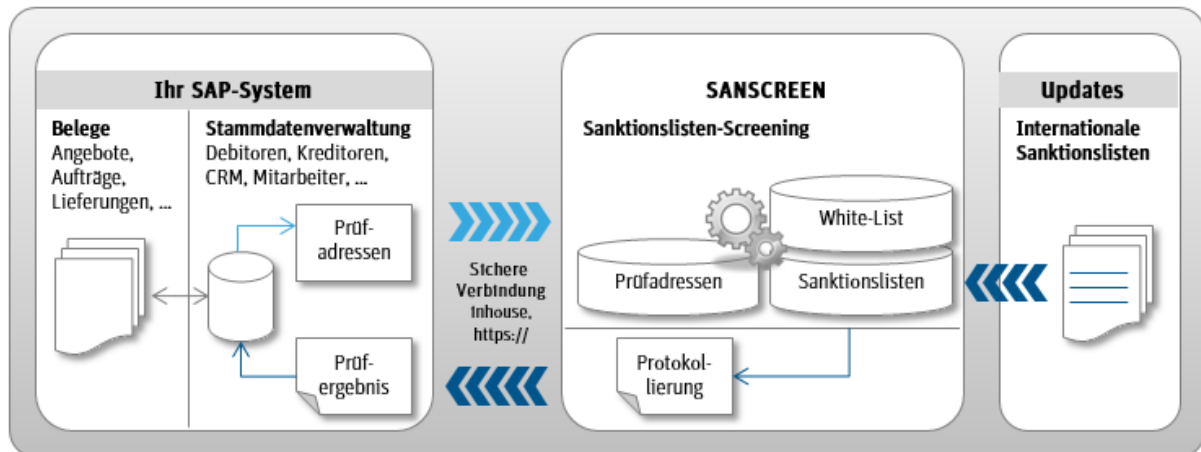 Ihr SAP-System
Belege
Angebote,
Aufträge,
Lieferungen, ...
Stammdatenverwaltung
Debitoren, Kreditoren,
CRM, Mitarbeiter, ...
Prüf-
adressen
Prüf-
ergebnis
Sichere
Verbindung
inhouse,
https://
SANSCREEN
Sanktionslisten-Screening
White-List
Prüfadressen
Sanktionslisten
Protokol-
lierung
Updates
Internationale
Sanktionslisten